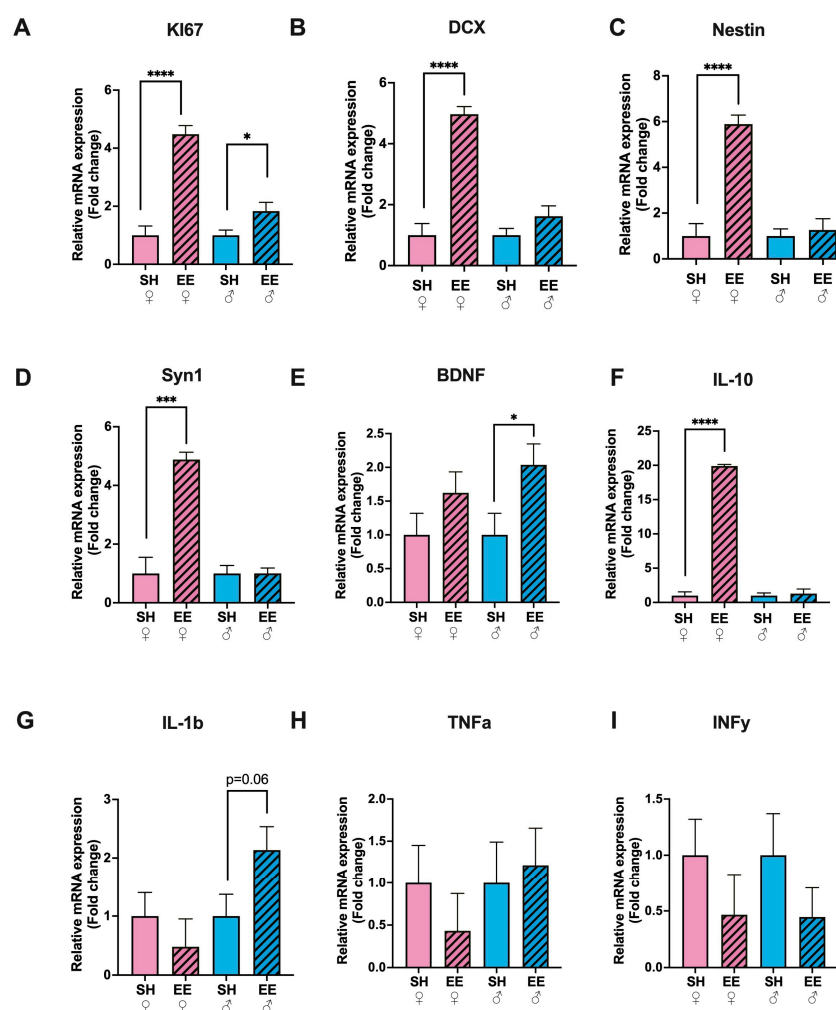 A
KI67
Relative mRNA expression
(Fold change)
6
4
2
0
****
*
SH EE SH EE
♀ ♀ ♂ ♂
B
DCX
Relative mRNA expression
(Fold change)
6
4
2
0
****
SH EE SH EE
♀ ♀ ♂ ♂
C
Nestin
Relative mRNA expression
(Fold change)
8
6
4
2
0
****
SH EE SH EE
♀ ♀ ♂ ♂
D
Syn1
Relative mRNA expression
(Fold change)
6
4
2
0
***
SH EE SH EE
♀ ♀ ♂ ♂
E
BDNF
Relative mRNA expression
(Fold change)
2.5
2.0
1.5
1.0
0.5
0.0
*
SH EE SH EE
♀ ♀ ♂ ♂
F
IL-10
Relative mRNA expression
(Fold change)
25
20
15
10
5
0
****
SH EE SH EE
♀ ♀ ♂ ♂
G
IL-1b
Relative mRNA expression
(Fold change)
3
2
1
0
p=0.06
SH EE SH EE
♀ ♀ ♂ ♂
H
TNFa
Relative mRNA expression
(Fold change)
2.0
1.5
1.0
0.5
0.0
SH EE SH EE
♀ ♀ ♂ ♂
I
INFy
Relative mRNA expression
(Fold change)
1.5
1.0
0.5
0.0
SH EE SH EE
♀ ♀ ♂ ♂